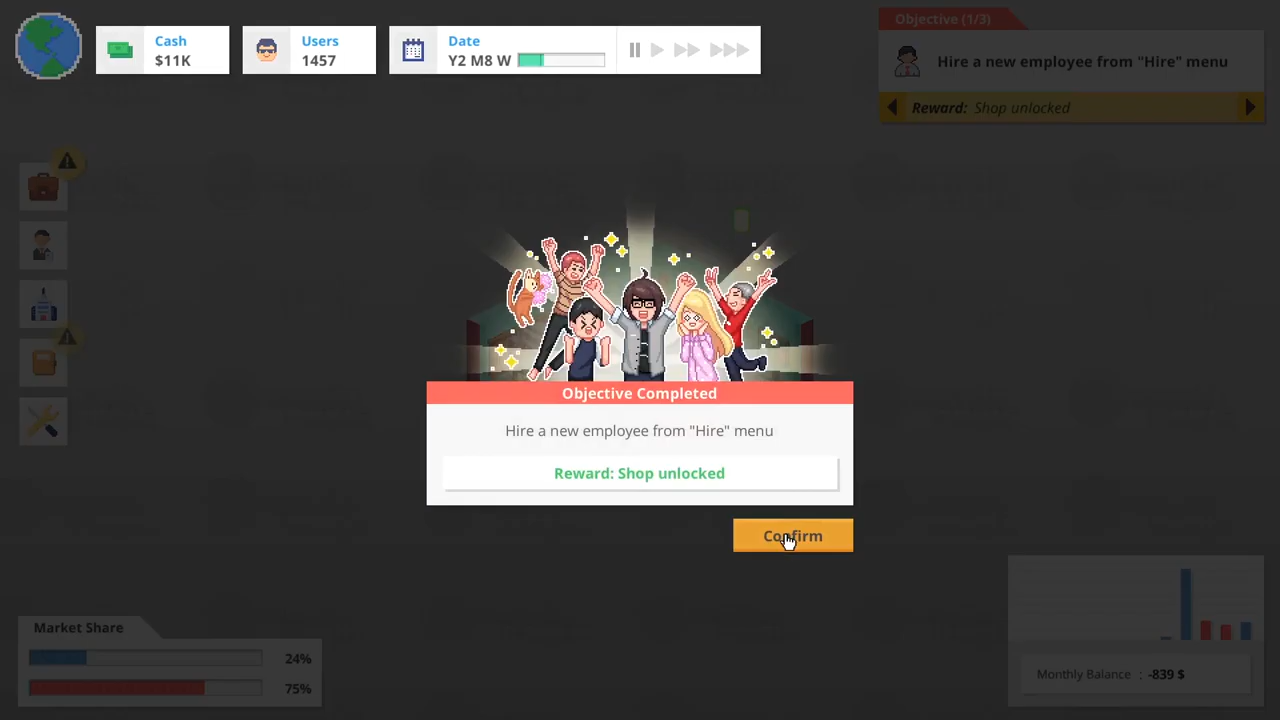 Cash
$11K
Users
1457
Date
Y2 M8 W
Objective (1/3)
Hire a new employee from "Hire" menu
Reward: Shop unlocked
Objective Completed
Hire a new employee from "Hire" menu
Reward: Shop unlocked
Confirm
Market Share
24%
75%
Monthly Balance : -839 $